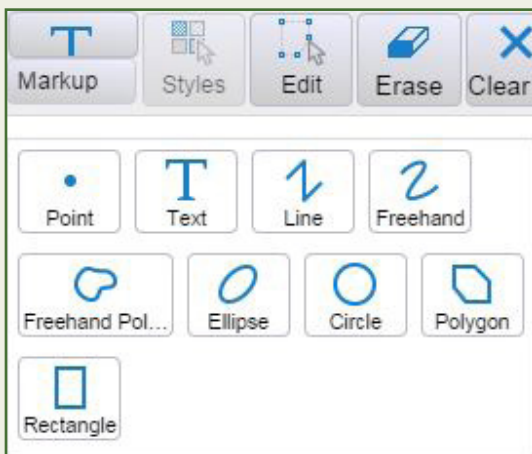 Markup Styles Edit Erase Clear
Point Text Line Freehand
Freehand Pol... Ellipse Circle Polygon
Rectangle